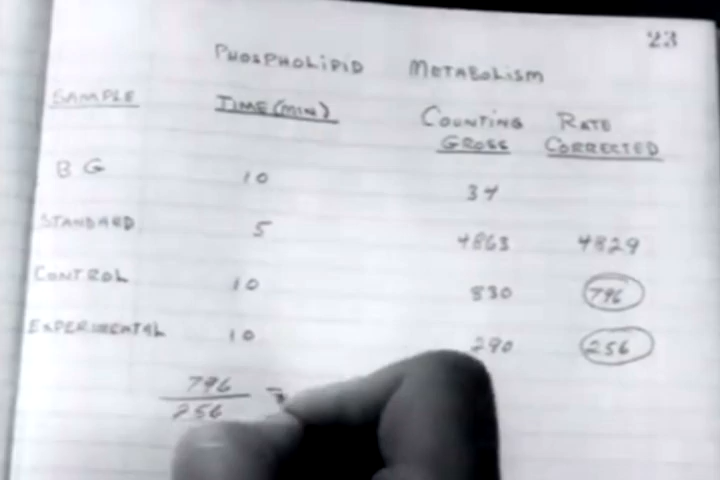 23
PHOSPHOLIPID METABOLISM
SAMPLE TIME (MIN) COUNTING GROSS RATE CORRECTED
BG 10 34
STANDARD 5 4863 4829
CONTROL 10 830 796
EXPERIMENTAL 10 290 256
796
256 =